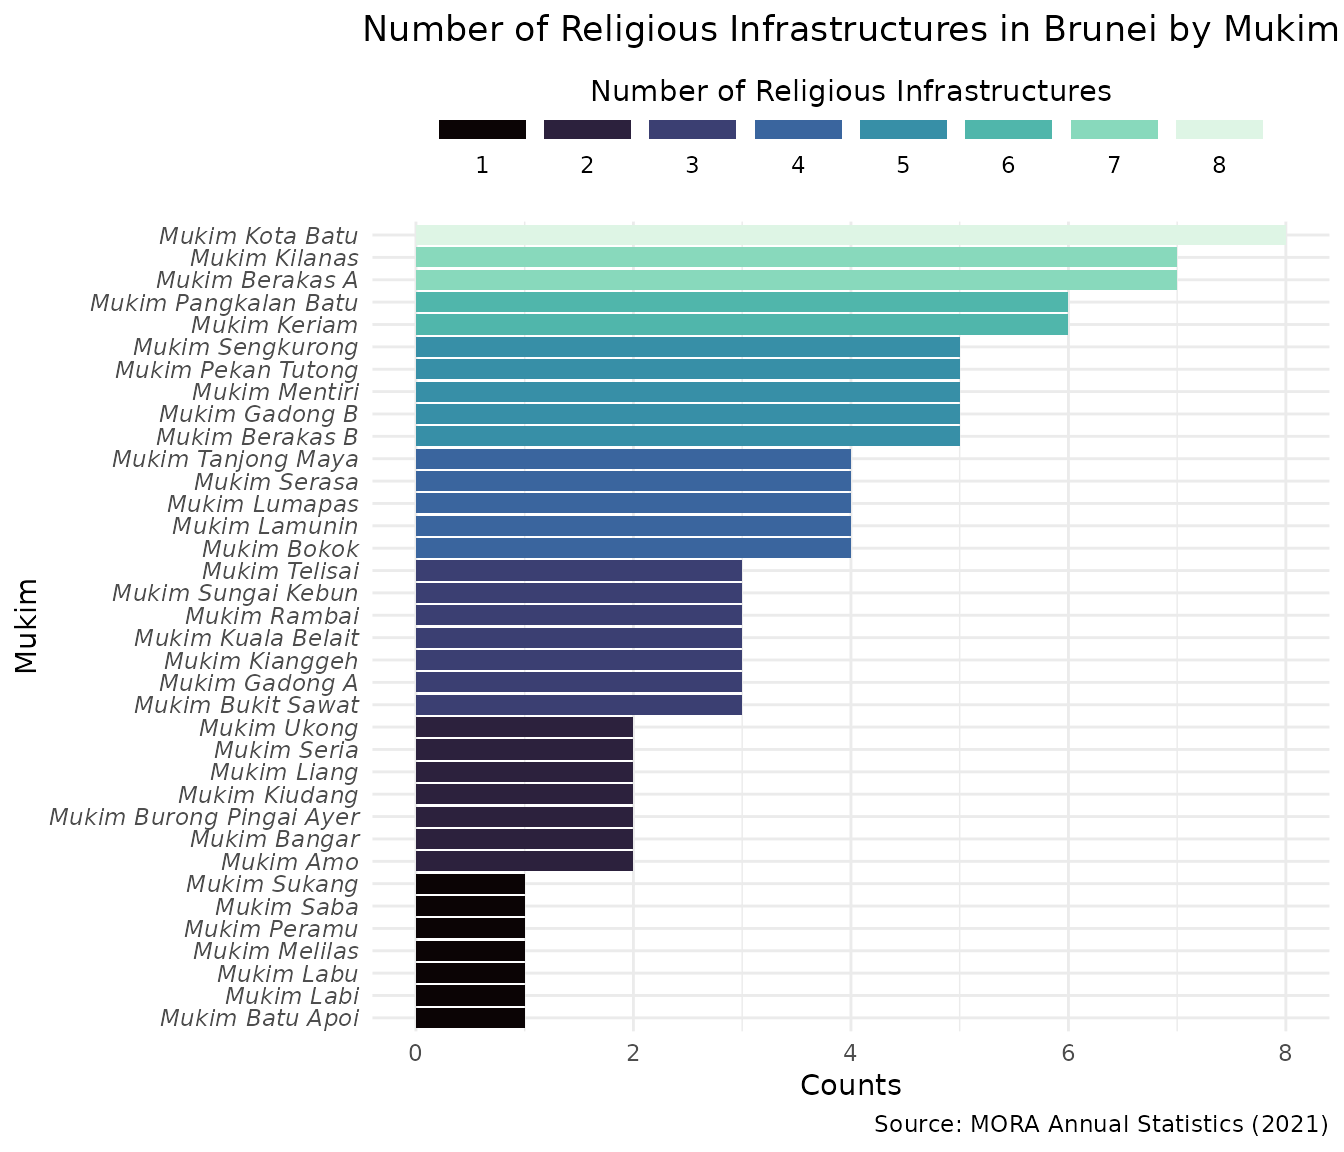 Number of Religious Infrastructures in Brunei by Mukim
Number of Religious Infrastructures
1 2 3 4 5 6 7 8
Mukim Kota Batu
Mukim Kilanas
Mukim Berakas A
Mukim Pangkalan Batu
Mukim Keriam
Mukim Sengkurong
Mukim Pekan Tutong
Mukim Mentiri
Mukim Gadong B
Mukim Berakas B
Mukim Tanjong Maya
Mukim Serasa
Mukim Lumapas
Mukim Lamunin
Mukim Bokok
Mukim Telisai
Mukim Sungai Kebun
Mukim Rambai
Mukim Kuala Belait
Mukim Kianggeh
Mukim Gadong A
Mukim Bukit Sawat
Mukim Ukong
Mukim Seria
Mukim Liang
Mukim Kiudang
Mukim Burong Pingai Ayer
Mukim Bangar
Mukim Amo
Mukim Sukang
Mukim Saba
Mukim Peramu
Mukim Melilas
Mukim Labu
Mukim Labi
Mukim Batu Apoi
Mukim
0 2 4 6 8
Counts
Source: MORA Annual Statistics (2021)